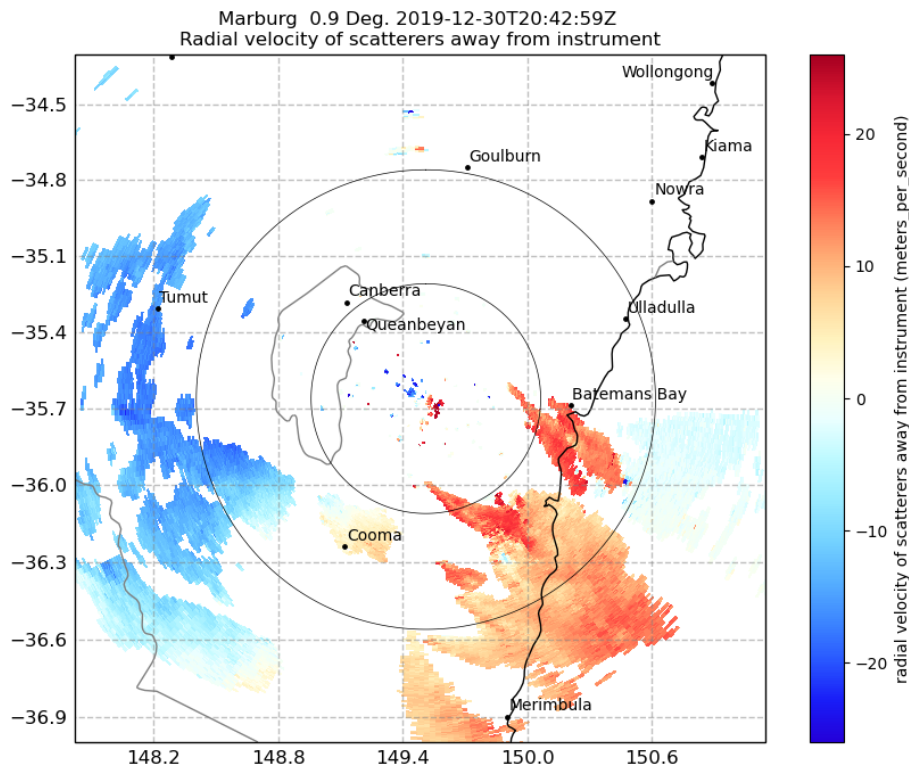 Marburg  0.9 Deg. 2019-12-30T20:42:59Z
Radial velocity of scatterers away from instrument
Wollongong
−34.5
20
Kiama
Goulburn
−34.8
Nowra
−35.1
10
Canberra
Tumut
Ulladulla
Queanbeyan
−35.4
0
Batemans Bay
−35.7
−36.0
−10
Cooma
−36.3
−36.6
−20
Merimbula
−36.9
148.2
148.8
149.4
150.0
150.6
radial velocity of scatterers away from instrument (meters_per_second)